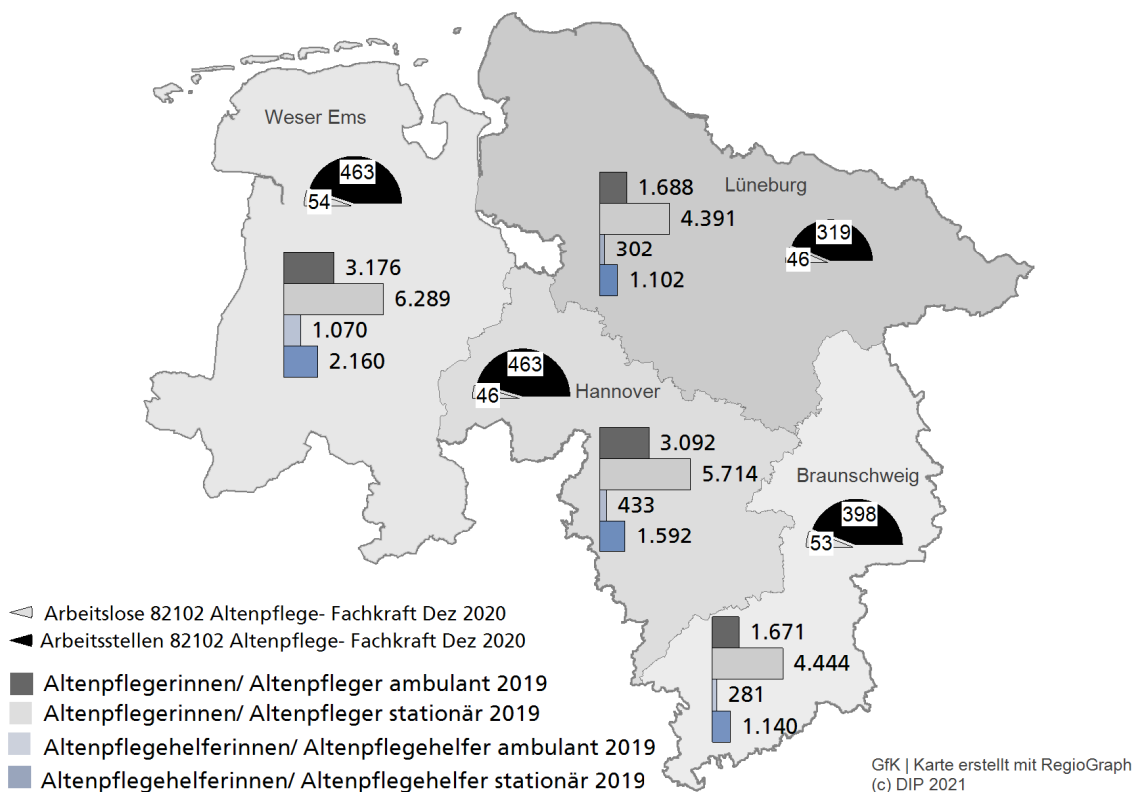 Weser Ems
463
54
3.176
6.289
1.070
2.160
Lüneburg
1.688
4.391
302
1.102
319
46
463
46
Hannover
3.092
5.714
433
1.592
Braunschweig
398
53
1.671
4.444
281
1.140
Arbeitslose 82102 Altenpflege- Fachkraft Dez 2020
Arbeitsstellen 82102 Altenpflege- Fachkraft Dez 2020
Altenpflegerinnen/ Altenpfleger ambulant 2019
Altenpflegerinnen/ Altenpfleger stationär 2019
Altenpflegehelferinnen/ Altenpflegehelfer ambulant 2019
Altenpflegehelferinnen/ Altenpflegehelfer stationär 2019
GfK | Karte erstellt mit RegioGraph
(c) DIP 2021